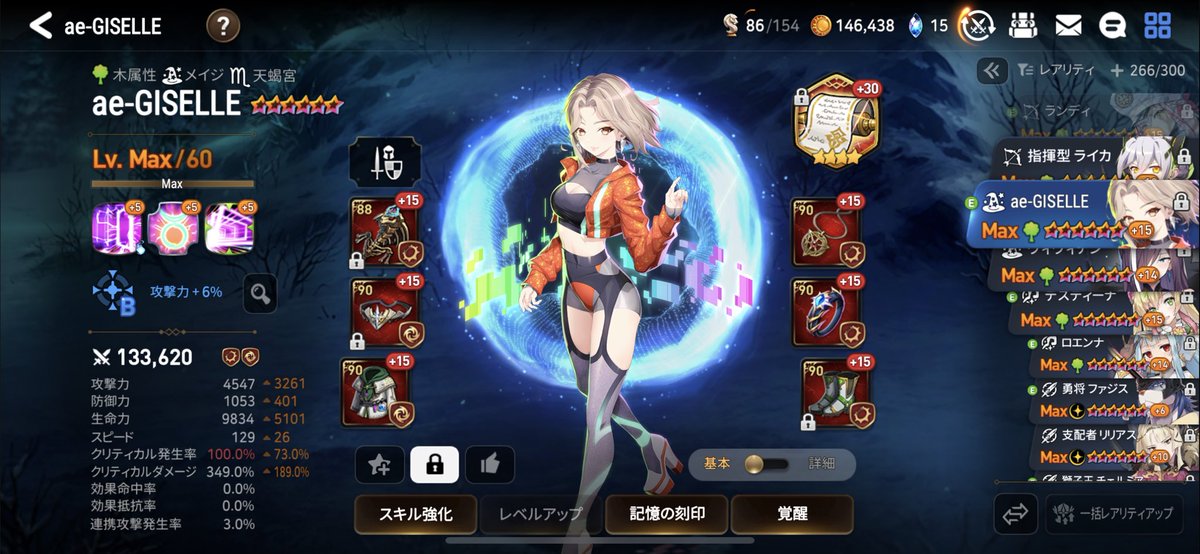 ae-GISELLE
?
86/154
146,438
15
木属性 メイジ 天蝎宮
ae-GISELLE
Lv. Max/60
Max
+5 +5 +5
B
攻撃力 + 6%
133,620
攻撃力 4547 3261
防御力 1053 401
生命力 9834 5101
スピード 129 26
クリティカル発生率 100.0% 73.0%
クリティカルダメージ 349.0% 189.0%
効果命中率 0.0%
効果抵抗率 0.0%
連携攻撃発生率 3.0%
88 +15
90 +15
90 +15
+30
90 +15
90 +15
90 +15
基本 詳細
スキル強化
レベルアップ
記憶の刻印
覚醒
レアリティ
266/300
E ランディ
Max +15
指揮型 ライカ
ae-GISELLE
E
Max +15
Max +14
E デスティーナ
Max +15
E ロエンナ
Max +14
E 勇将 ファジス
Max +6
支配者 リリアス
Max +10
一括レアリティアップ